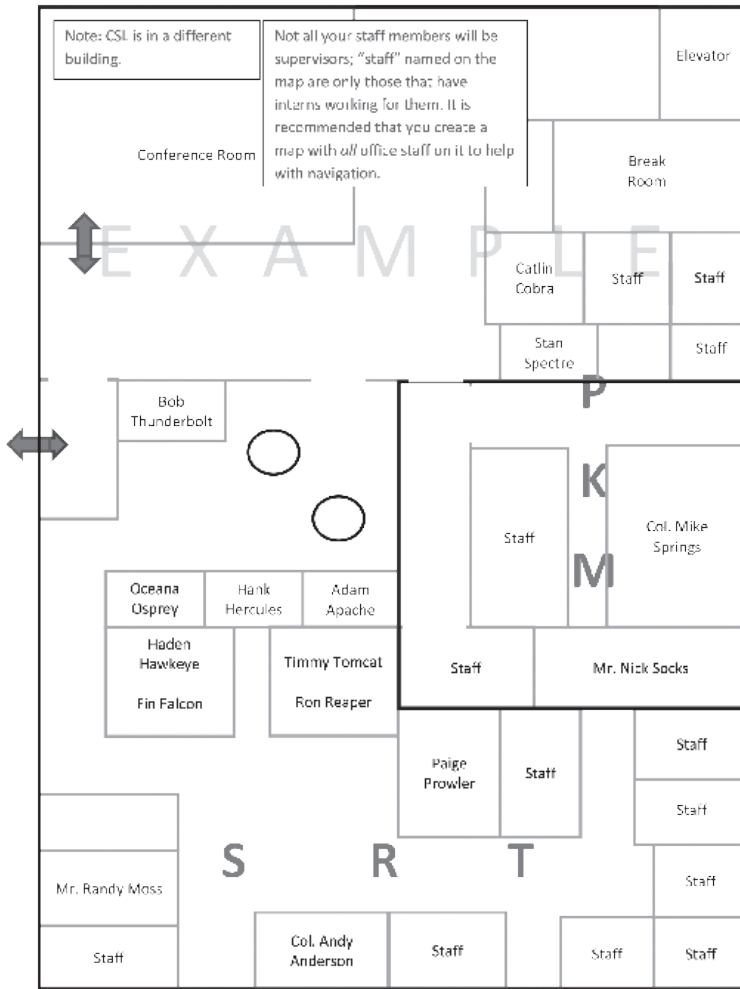 Note: CSL is in a different
building.
Not all your staff members will be
supervisors; “staff” named on the
map are only those that have
interns working for them. It is
recommended that you create a
map with all office staff on it to help
with navigation.
Elevator
Conference Room
Break
Room
EXAMPLE
Catlin
Cobra
Staff
Staff
Stan
Spectre
Staff
Bob
Thunderbolt
P
K
M
Staff
Col. Mike
Springs
Oceana
Osprey
Hank
Hercules
Adam
Apache
Haden
Hawkeye
Fin Falcon
Timmy Tomcat
Ron Reaper
Staff
Mr. Nick Socks
Paige
Prowler
Staff
Staff
Staff
S R T
Mr. Randy Moss
Staff
Staff
Col. Andy
Anderson
Staff
Staff
Staff